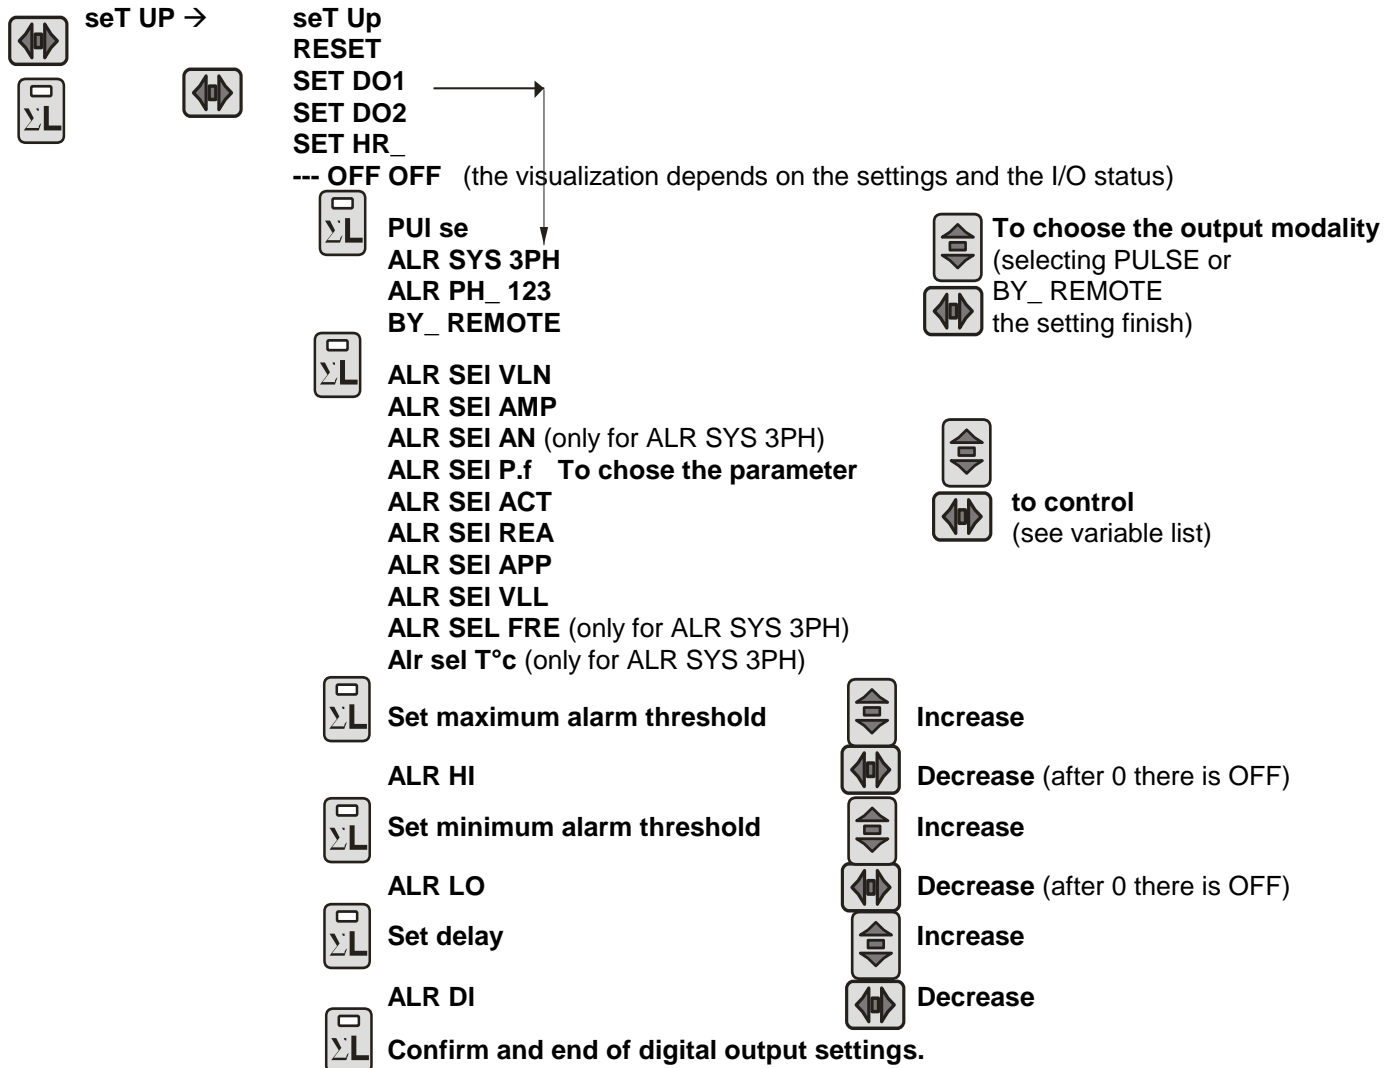 seT UP → seT Up
RESET
SET DO1
ΣL
SET DO2
SET HR_
--- OFF OFF (the visualization depends on the settings and the I/O status)
ΣL PUI se To choose the output modality
ALR SYS 3PH (selecting PULSE or
ALR PH_ 123 BY_ REMOTE
BY_ REMOTE the setting finish)
ΣL ALR SEI VLN
ALR SEI AMP
ALR SEI AN (only for ALR SYS 3PH)
ALR SEI P.f To chose the parameter
ALR SEI ACT to control
ALR SEI REA (see variable list)
ALR SEI APP
ALR SEI VLL
ALR SEL FRE (only for ALR SYS 3PH)
Alr sel T°c (only for ALR SYS 3PH)
ΣL Set maximum alarm threshold Increase
ALR HI Decrease (after 0 there is OFF)
ΣL Set minimum alarm threshold Increase
ALR LO Decrease (after 0 there is OFF)
ΣL Set delay Increase
ALR DI Decrease
ΣL Confirm and end of digital output settings.